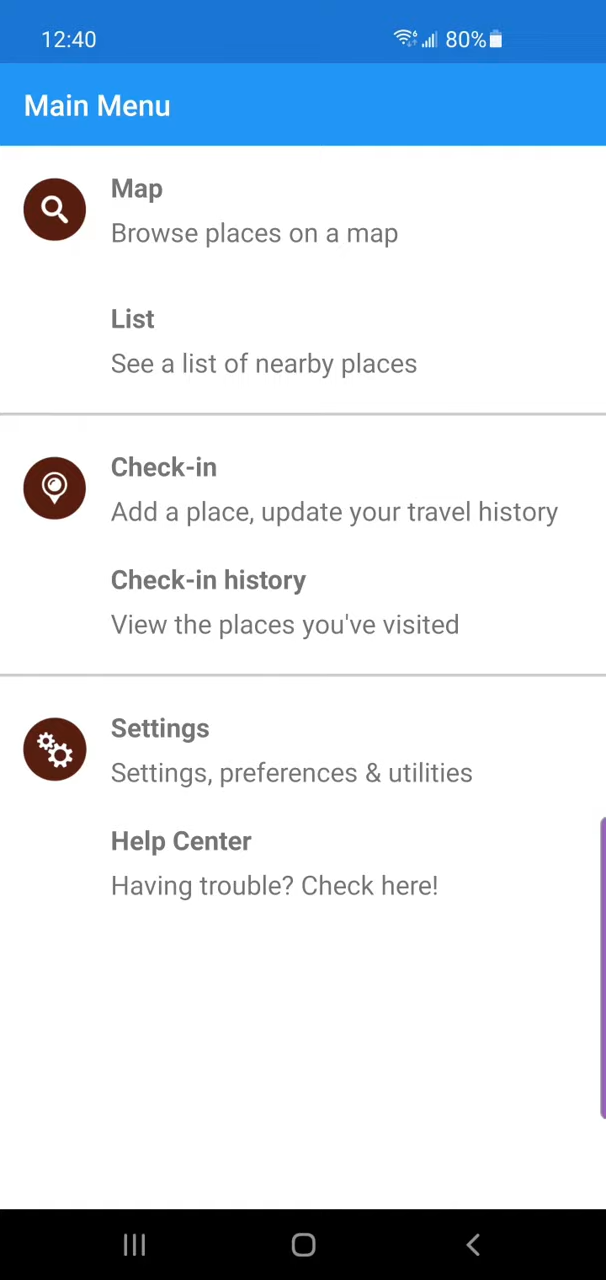 12:40
80%
Main Menu
Map
Browse places on a map
List
See a list of nearby places
Check-in
Add a place, update your travel history
Check-in history
View the places you've visited
Settings
Settings, preferences & utilities
Help Center
Having trouble? Check here!